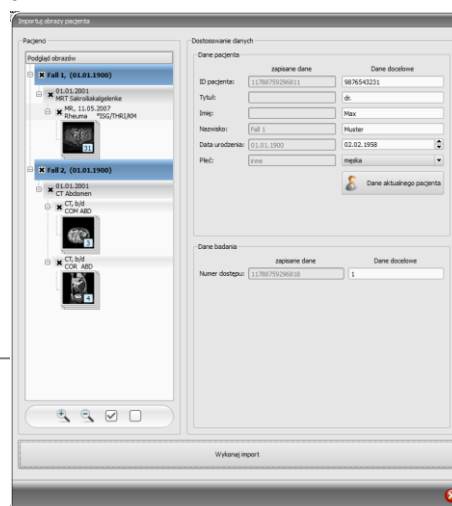 Importuj obrazy pacjenta
Pacjenci
Podgląd obrazów
Fall 1, (01.01.1900)
01.01.2001
MRT Sakroiliakalgelenke
MR, 11.05.2007
Rheuma *ISG/THRI/KM
31
Fall 2, (01.01.1900)
01.01.2001
CT Abdomen
CT, b/d
COM ABD
3
CT, b/d
COR ABD
4
Dostosowanie danych
Dane pacjenta
zapisane dane Dane docelowe
ID pacjenta: 11788759296811 9876543231
Tytuł: dr.
Imię: Max
Nazwisko: Fall 1 Muster
Data urodzenia: 01.01.1900 02.02.1958
Płeć: inna męska
Dane aktualnego pacjenta
Dane badania
zapisane dane Dane docelowe
Numer dostępu: 11788759296818 1
Wykonaj import